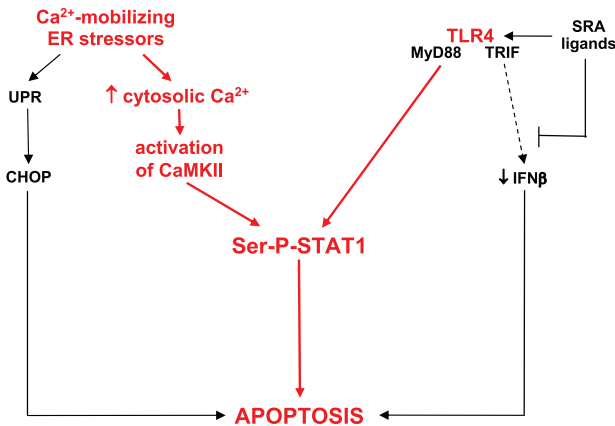 Ca²⁺-mobilizing
ER stressors
TLR4
MyD88 TRIF
SRA
ligands
UPR
↑ cytosolic Ca²⁺
activation
of CaMKII
CHOP
↓ IFNβ
Ser-P-STAT1
APOPTOSIS